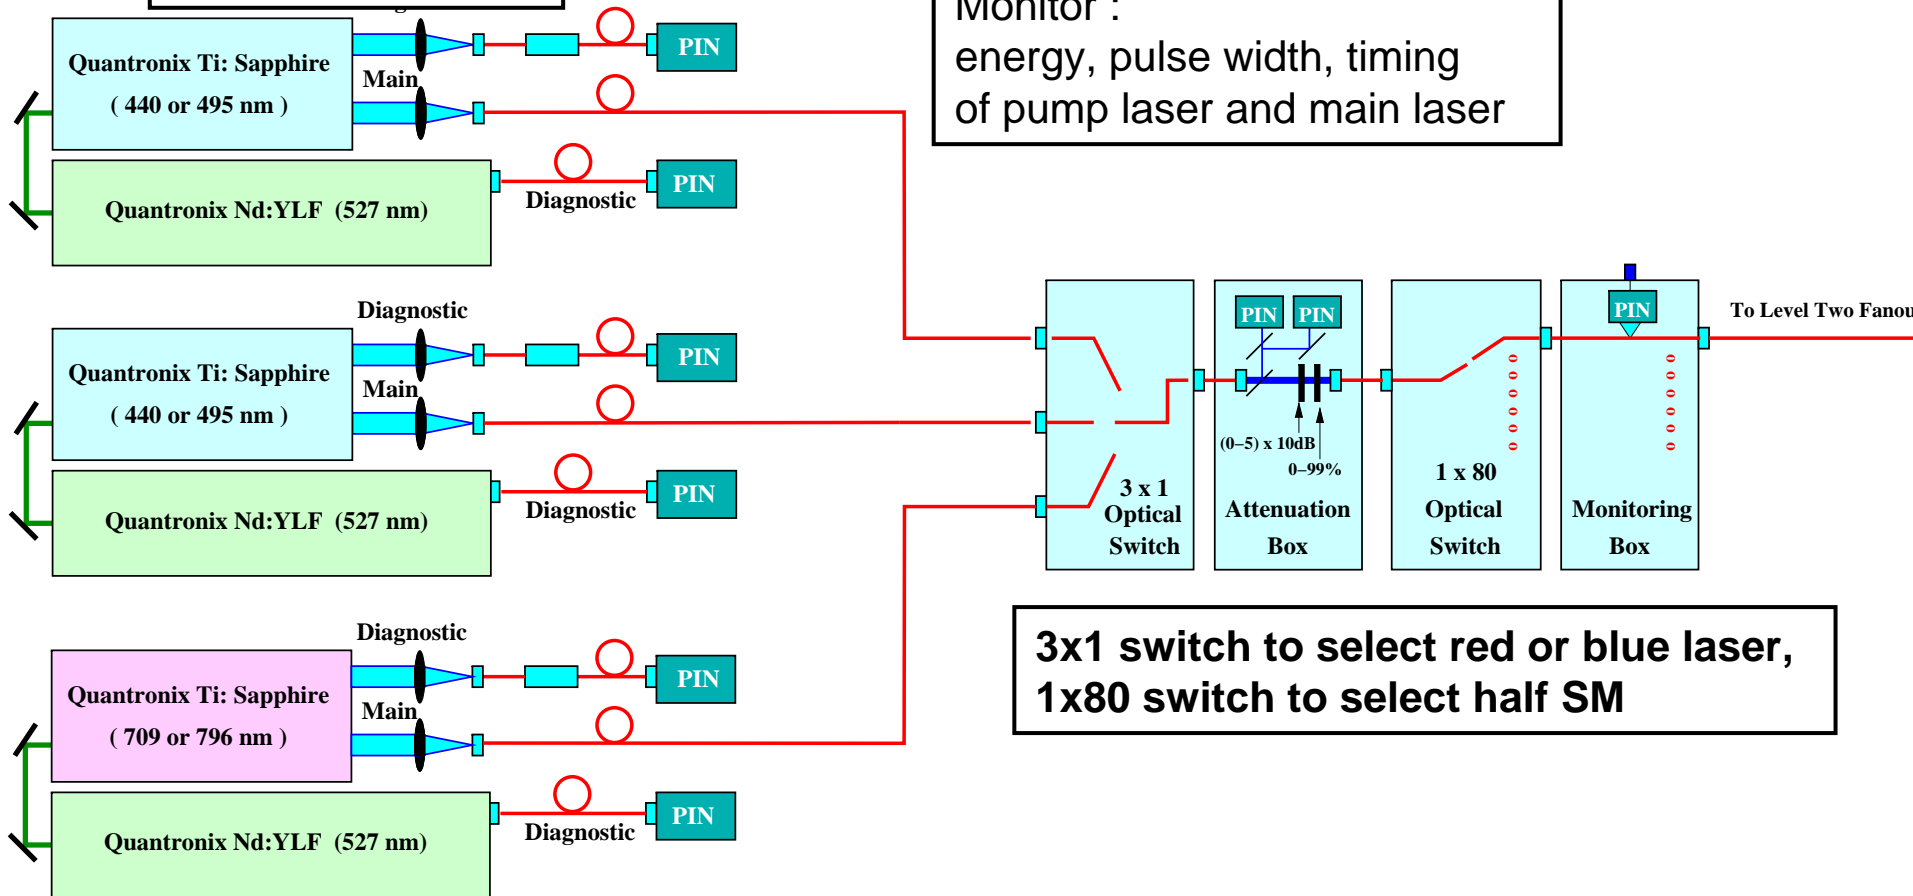 Monitor :
energy, pulse width, timing
of pump laser and main laser
Quantronix Ti: Sapphire
( 440 or 495 nm )
Main
PIN
Quantronix Nd:YLF (527 nm)
Diagnostic
PIN
Diagnostic
Quantronix Ti: Sapphire
( 440 or 495 nm )
Main
PIN
Quantronix Nd:YLF (527 nm)
Diagnostic
PIN
Diagnostic
Quantronix Ti: Sapphire
( 709 or 796 nm )
Main
PIN
Quantronix Nd:YLF (527 nm)
Diagnostic
PIN
3 x 1
Optical
Switch
PIN PIN
(0–5) x 10dB
0–99%
Attenuation
Box
1 x 80
Optical
Switch
PIN
Monitoring
Box
To Level Two Fanou
3x1 switch to select red or blue laser,
1x80 switch to select half SM